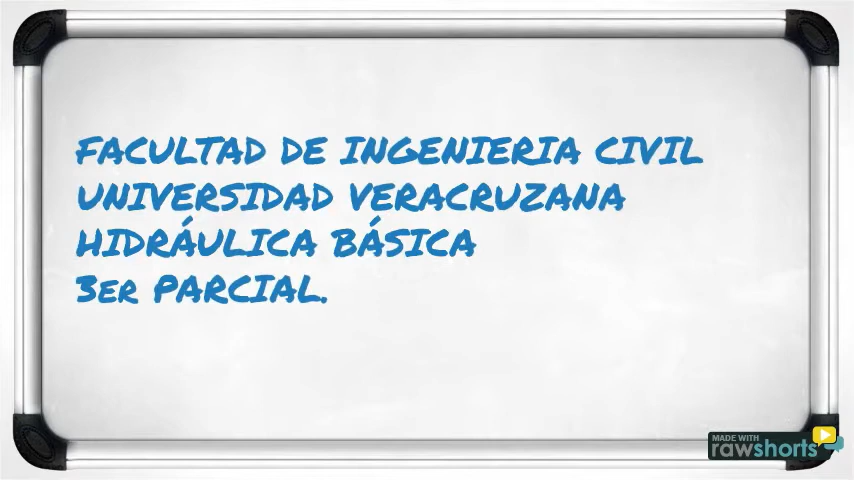 FACULTAD DE INGENIERIA CIVIL
UNIVERSIDAD VERACRUZANA
HIDRÁULICA BÁSICA
3ER PARCIAL.
MADE WITH
rawshorts